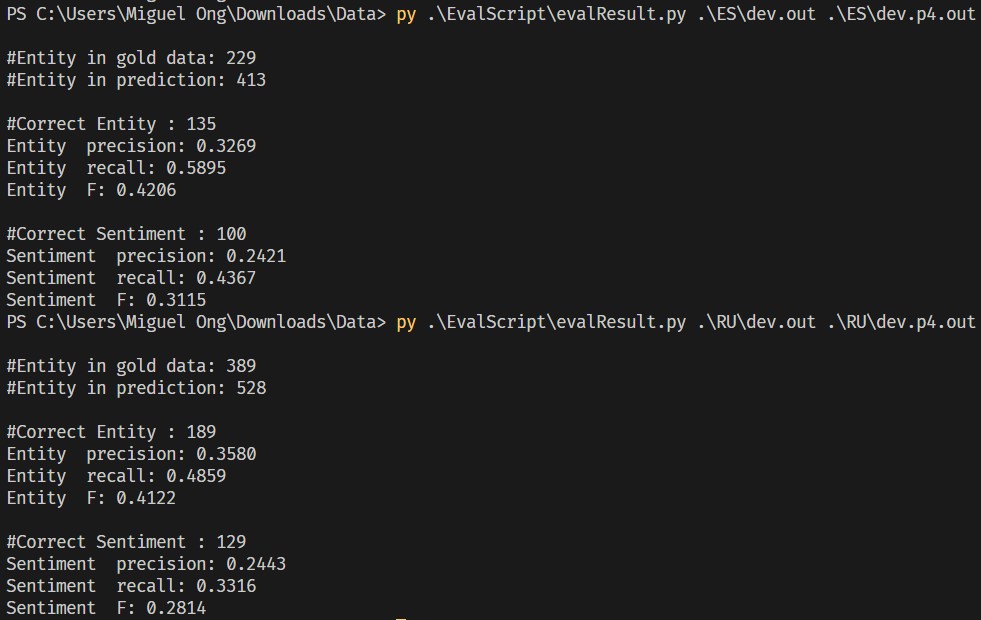 PS C:\Users\Miguel Ong\Downloads\Data> py .\EvalScript\evalResult.py .\ES\dev.out .\ES\dev.p4.out
#Entity in gold data: 229
#Entity in prediction: 413
#Correct Entity : 135
Entity  precision: 0.3269
Entity  recall: 0.5895
Entity  F: 0.4206
#Correct Sentiment : 100
Sentiment  precision: 0.2421
Sentiment  recall: 0.4367
Sentiment  F: 0.3115
PS C:\Users\Miguel Ong\Downloads\Data> py .\EvalScript\evalResult.py .\RU\dev.out .\RU\dev.p4.out
#Entity in gold data: 389
#Entity in prediction: 528
#Correct Entity : 189
Entity  precision: 0.3580
Entity  recall: 0.4859
Entity  F: 0.4122
#Correct Sentiment : 129
Sentiment  precision: 0.2443
Sentiment  recall: 0.3316
Sentiment  F: 0.2814